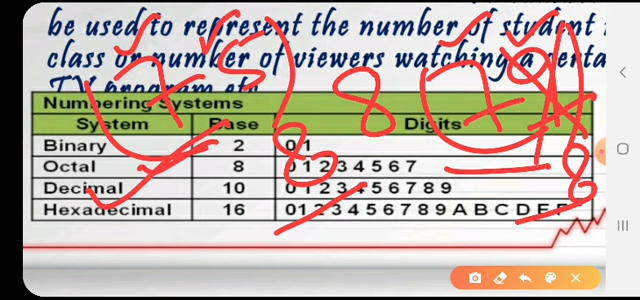 be used to represent the number of student
class or number of viewers watching a certa
TV program etc
Numbering Systems
System Base Digits
Binary 2 0 1
Octal 8 0 1 2 3 4 5 6 7
Decimal 10 0 1 2 3 4 5 6 7 8 9
Hexadecimal 16 0 1 2 3 4 5 6 7 8 9 A B C D E F